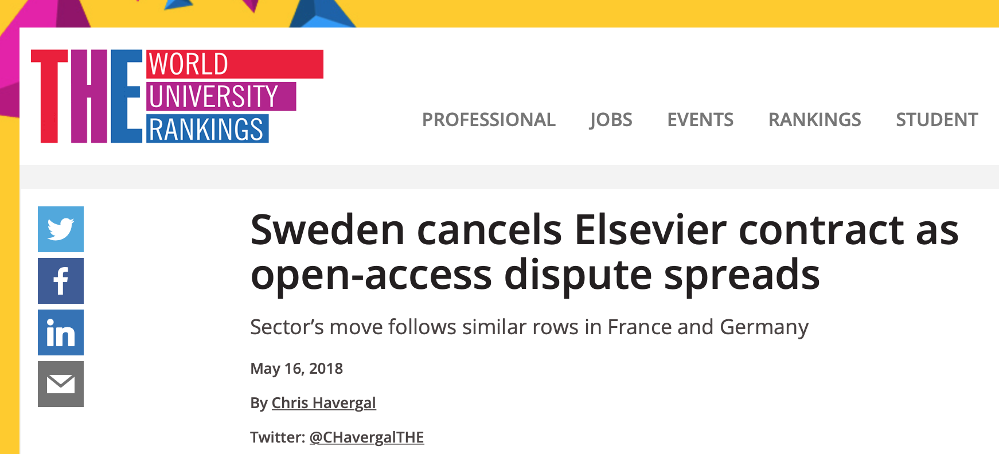 THE WORLD
UNIVERSITY
RANKINGS
PROFESSIONAL JOBS EVENTS RANKINGS STUDENT
Sweden cancels Elsevier contract as
open-access dispute spreads
Sector’s move follows similar rows in France and Germany
May 16, 2018
By Chris Havergal
Twitter: @CHavergalTHE